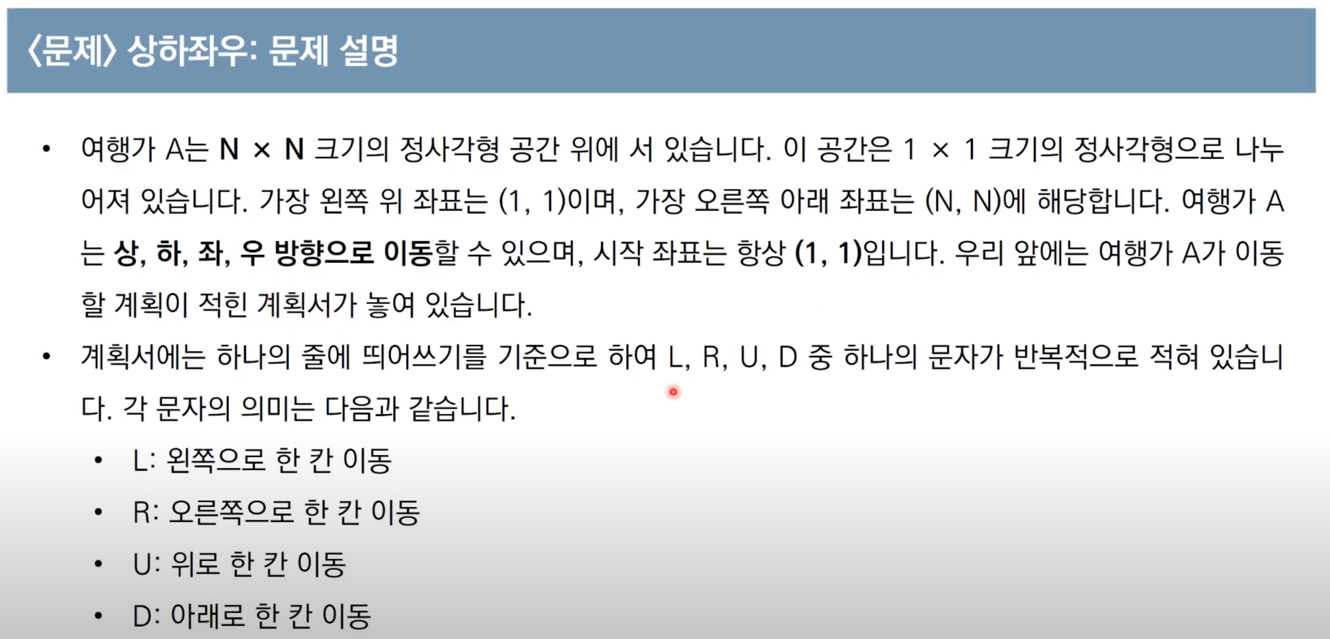 〈문제〉 상하좌우: 문제 설명
• 여행가 A는 N × N 크기의 정사각형 공간 위에 서 있습니다. 이 공간은 1 × 1 크기의 정사각형으로 나누
어져 있습니다. 가장 왼쪽 위 좌표는 (1, 1)이며, 가장 오른쪽 아래 좌표는 (N, N)에 해당합니다. 여행가 A
는 상, 하, 좌, 우 방향으로 이동할 수 있으며, 시작 좌표는 항상 (1, 1)입니다. 우리 앞에는 여행가 A가 이동
할 계획이 적힌 계획서가 놓여 있습니다.
• 계획서에는 하나의 줄에 띄어쓰기를 기준으로 하여 L, R, U, D 중 하나의 문자가 반복적으로 적혀 있습니
다. 각 문자의 의미는 다음과 같습니다.
• L: 왼쪽으로 한 칸 이동
• R: 오른쪽으로 한 칸 이동
• U: 위로 한 칸 이동
• D: 아래로 한 칸 이동